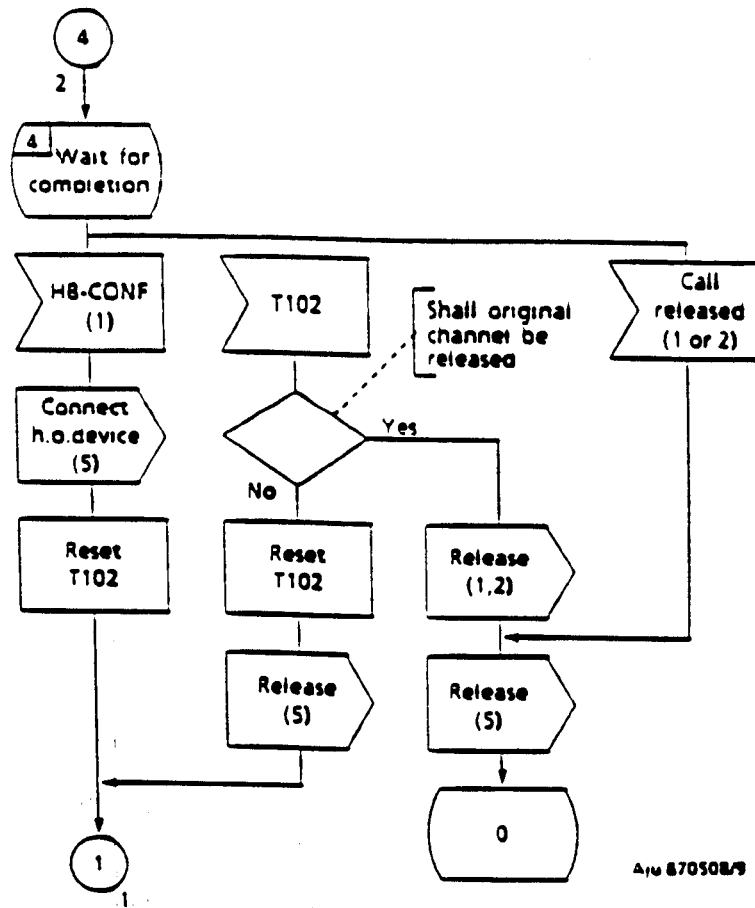 4
2
4
Wait for
completion
HB-CONF
(1)
T102
Shall original
channel be
released
Call
released
(1 or 2)
Connect
h.o.device
(5)
Yes
No
Reset
T102
Reset
T102
Release
(1,2)
Release
(5)
Release
(5)
0
1
1
870508/9